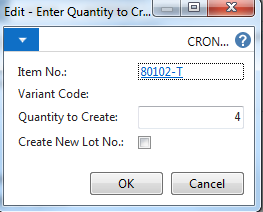 Edit - Enter Quantity to Cr...
CRON...
Item No.: 80102-T
Variant Code:
Quantity to Create: 4
Create New Lot No.:
OK Cancel